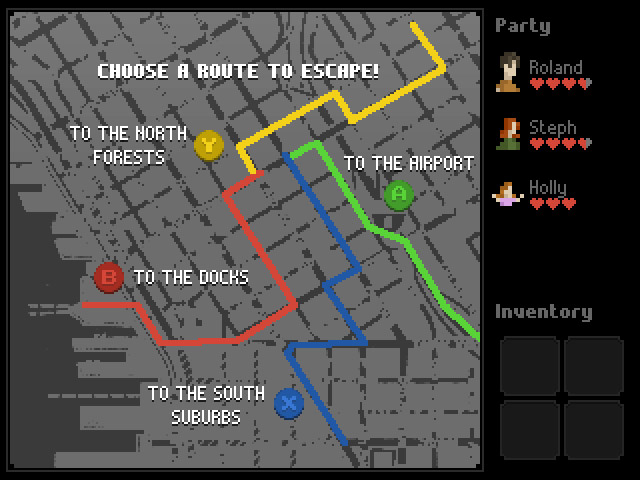 CHOOSE A ROUTE TO ESCAPE!
TO THE NORTH
FORESTS
Y
TO THE AIRPORT
A
B
TO THE DOCKS
TO THE SOUTH
SUBURBS
X
Party
Roland
Steph
Holly
Inventory